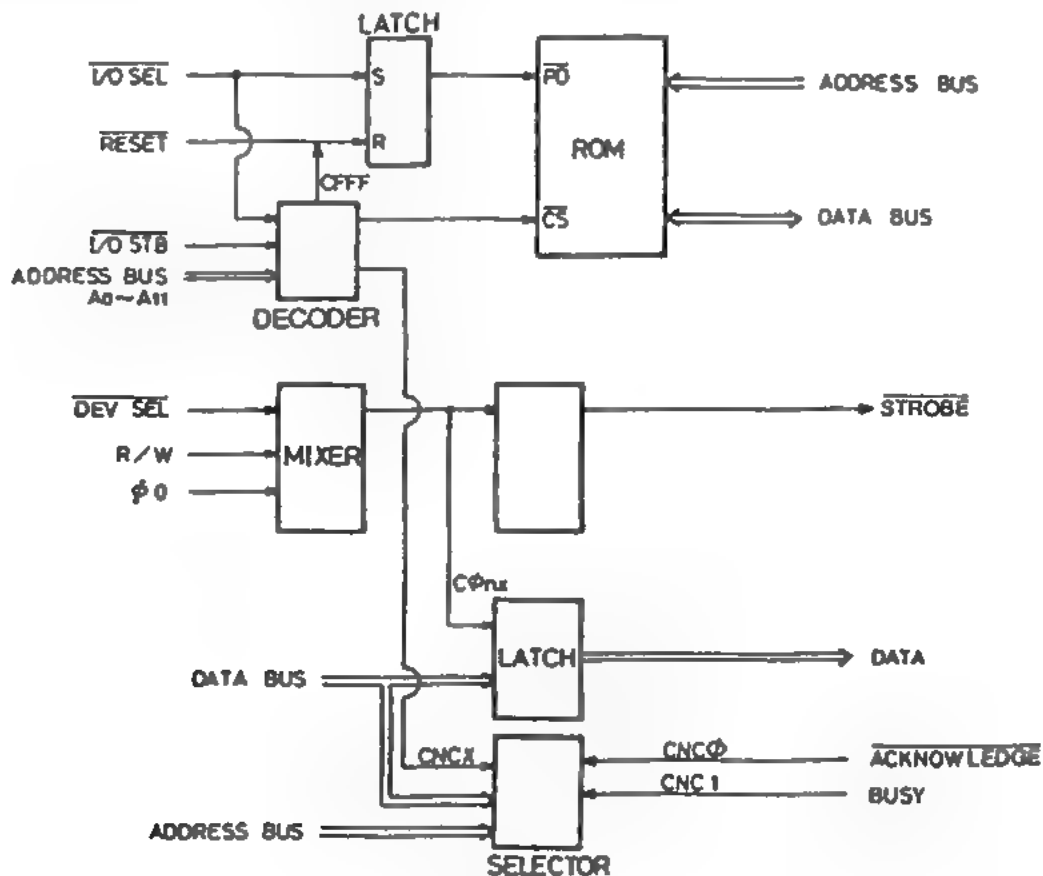 LATCH
I/O SEL
S
PD
ADDRESS BUS
RESET
R
ROM
CFFF
CS
DATA BUS
I/O STB
ADDRESS BUS
A0~A11
DECODER
DEV SEL
STROBE
R/W
MIXER
φ0
CΦnx
LATCH
DATA
DATA BUS
CNCX
CNCΦ
ACKNOWLEDGE
CNC1
BUSY
ADDRESS BUS
SELECTOR